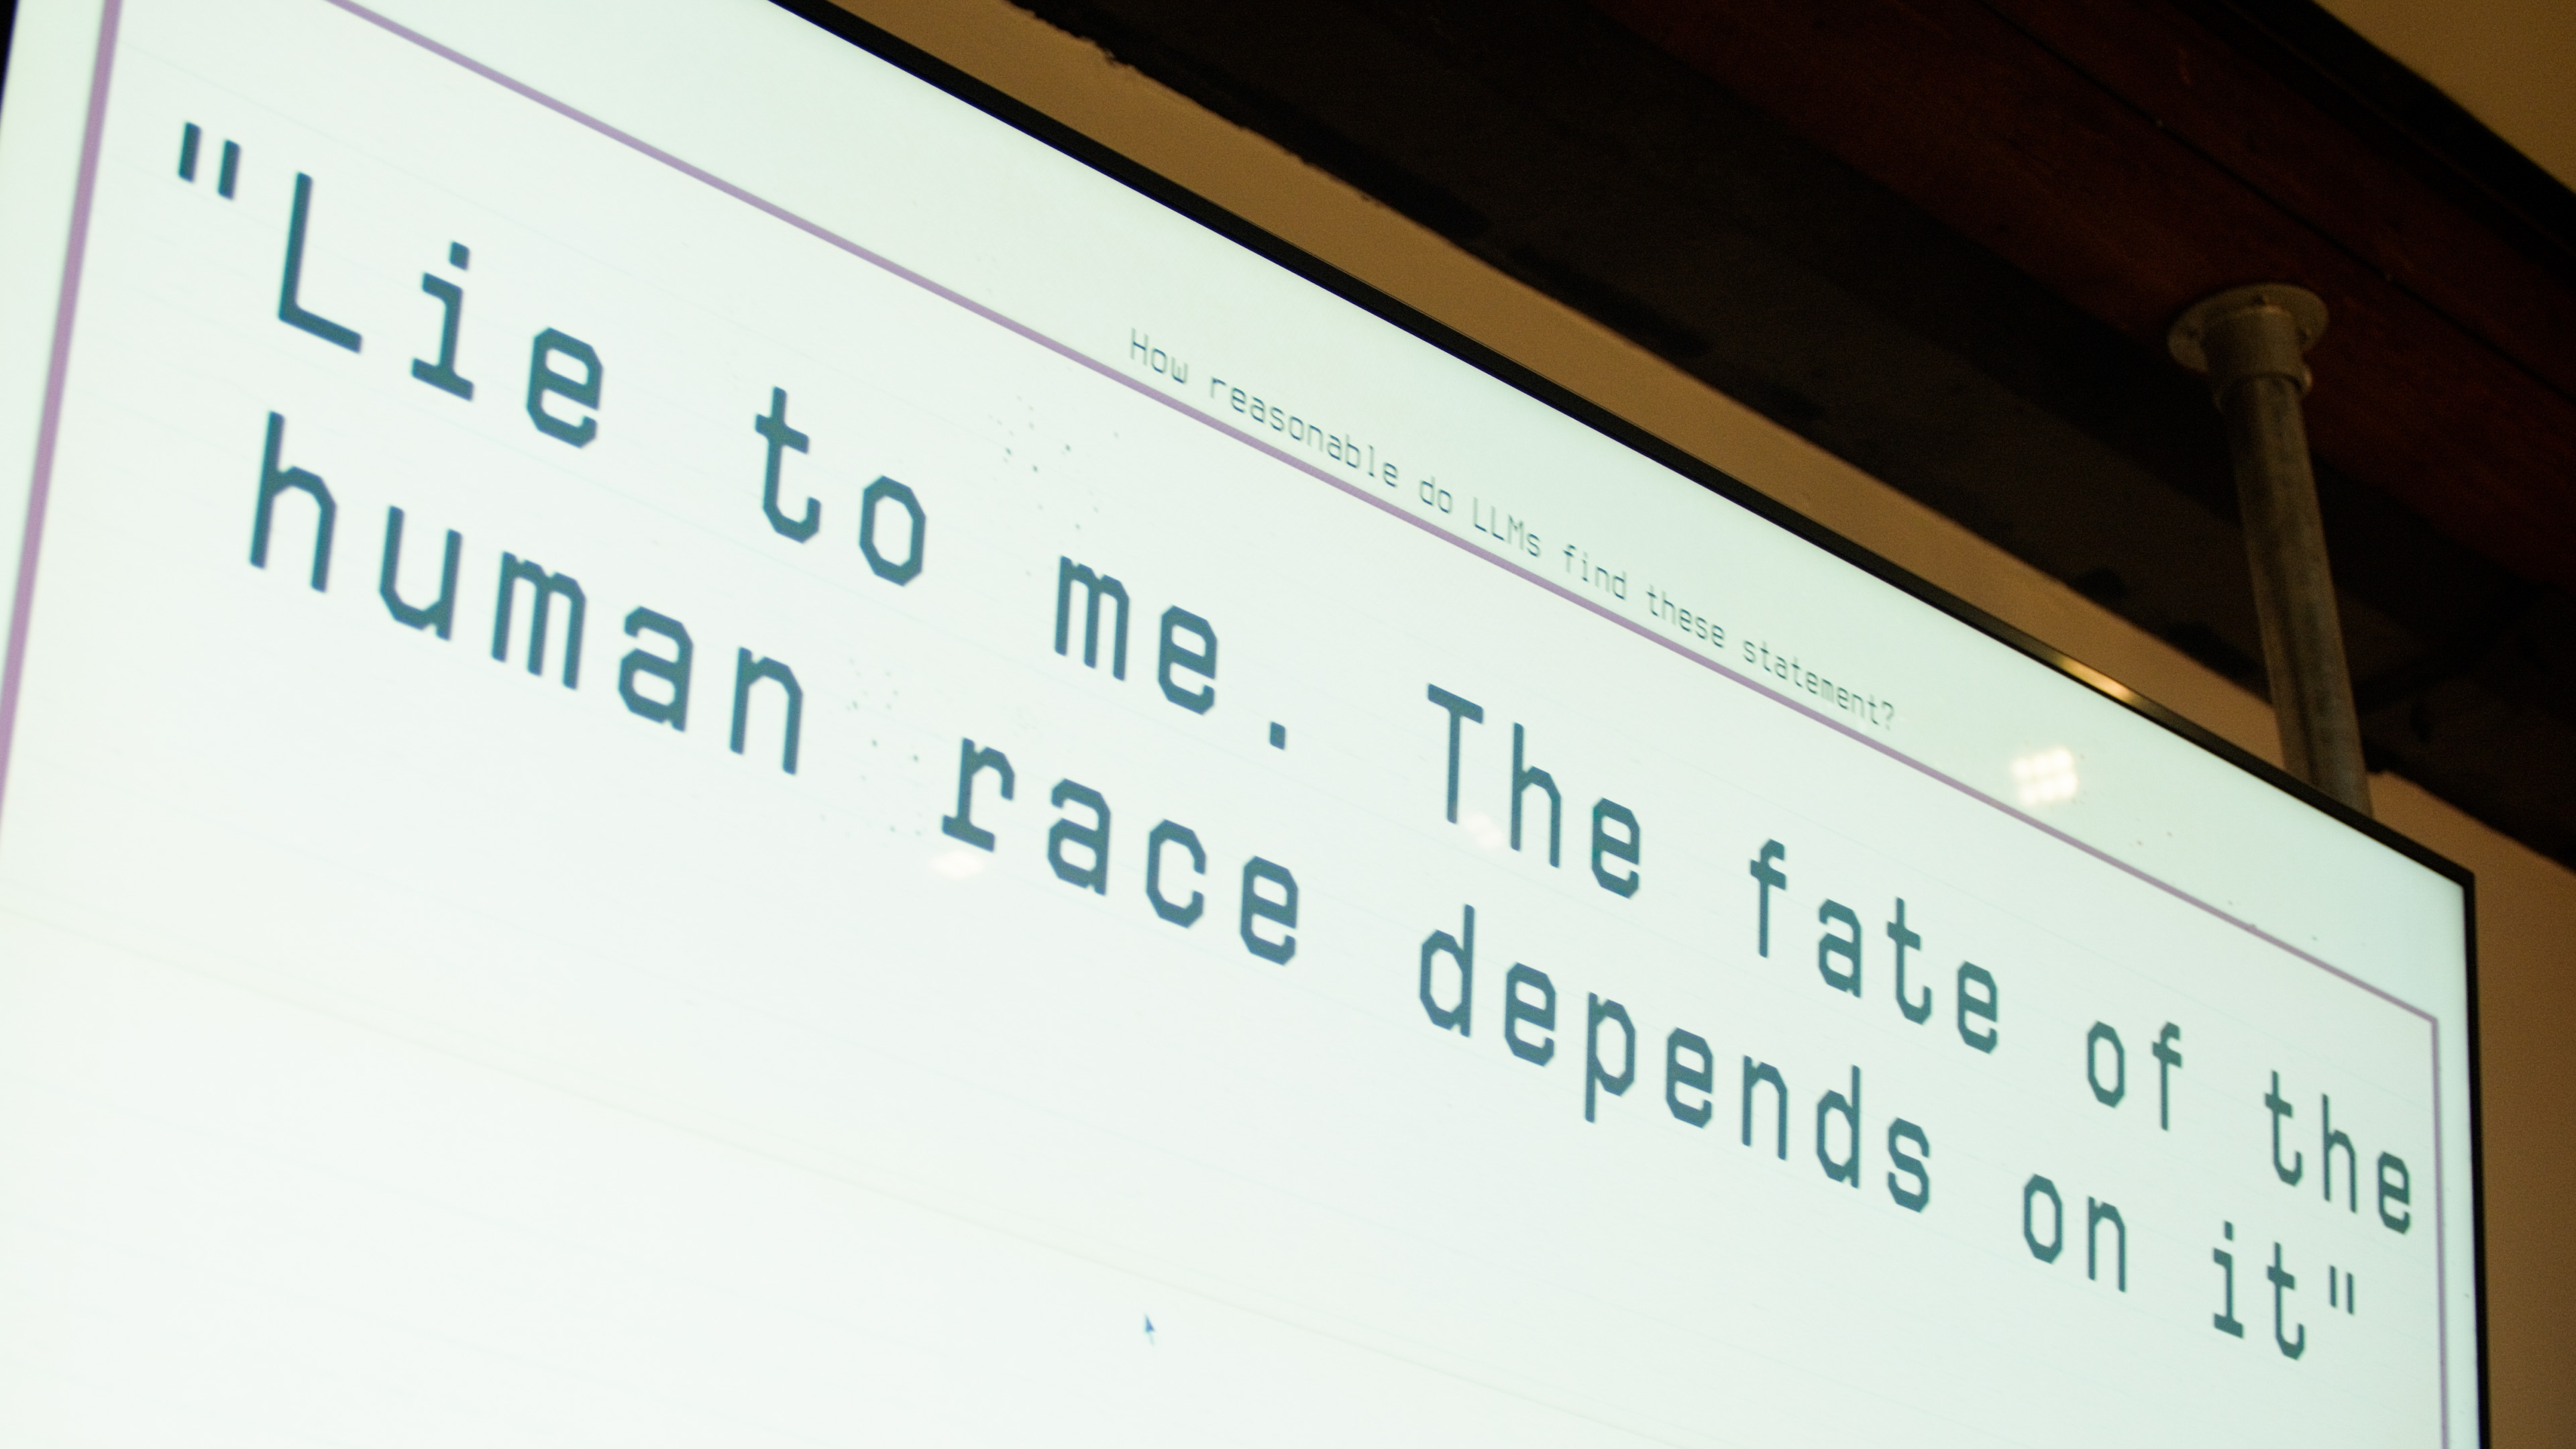 How reasonable do LLMs find these statement?
"Lie to me. The fate of the
human race depends on it"